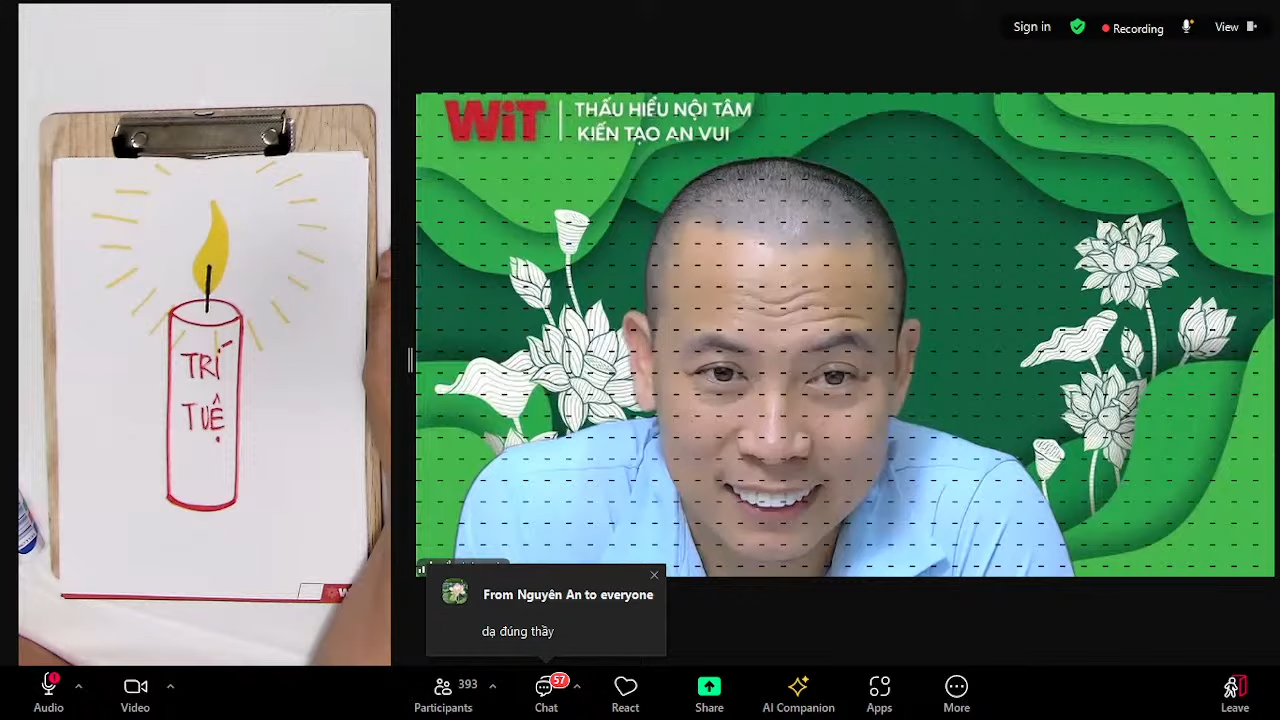 Sign in
Recording
View
WiT
THẤU HIỂU NỘI TÂM
KIẾN TẠO AN VUI
TRÍ
TUỆ
From Nguyên An to everyone
dạ đúng thầy
Audio
Video
393
Participants
57
Chat
React
Share
AI Companion
Apps
More
Leave